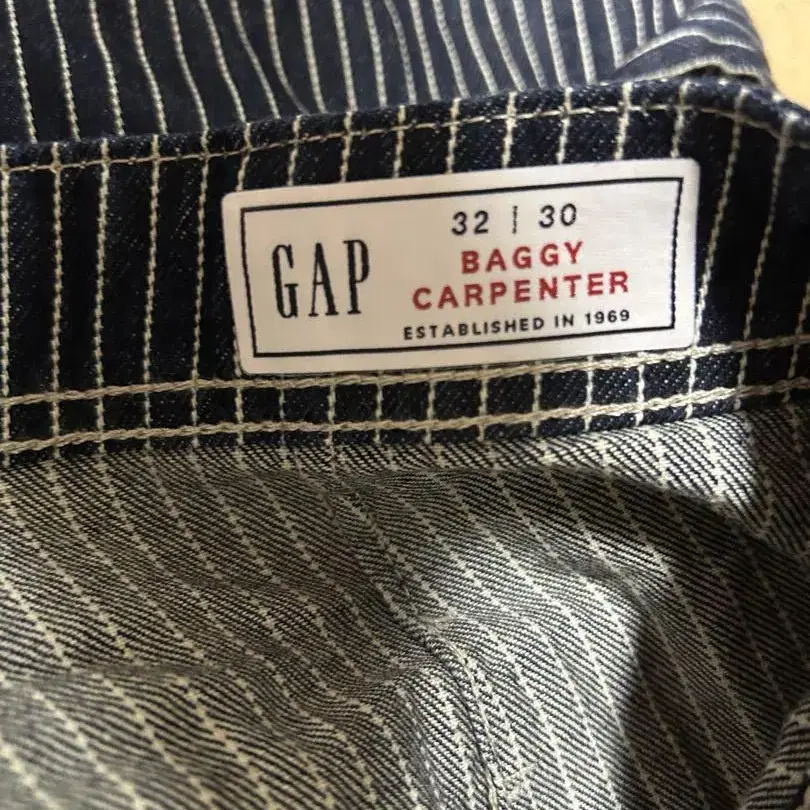 GAP
32 | 30
BAGGY
CARPENTER
ESTABLISHED IN 1969